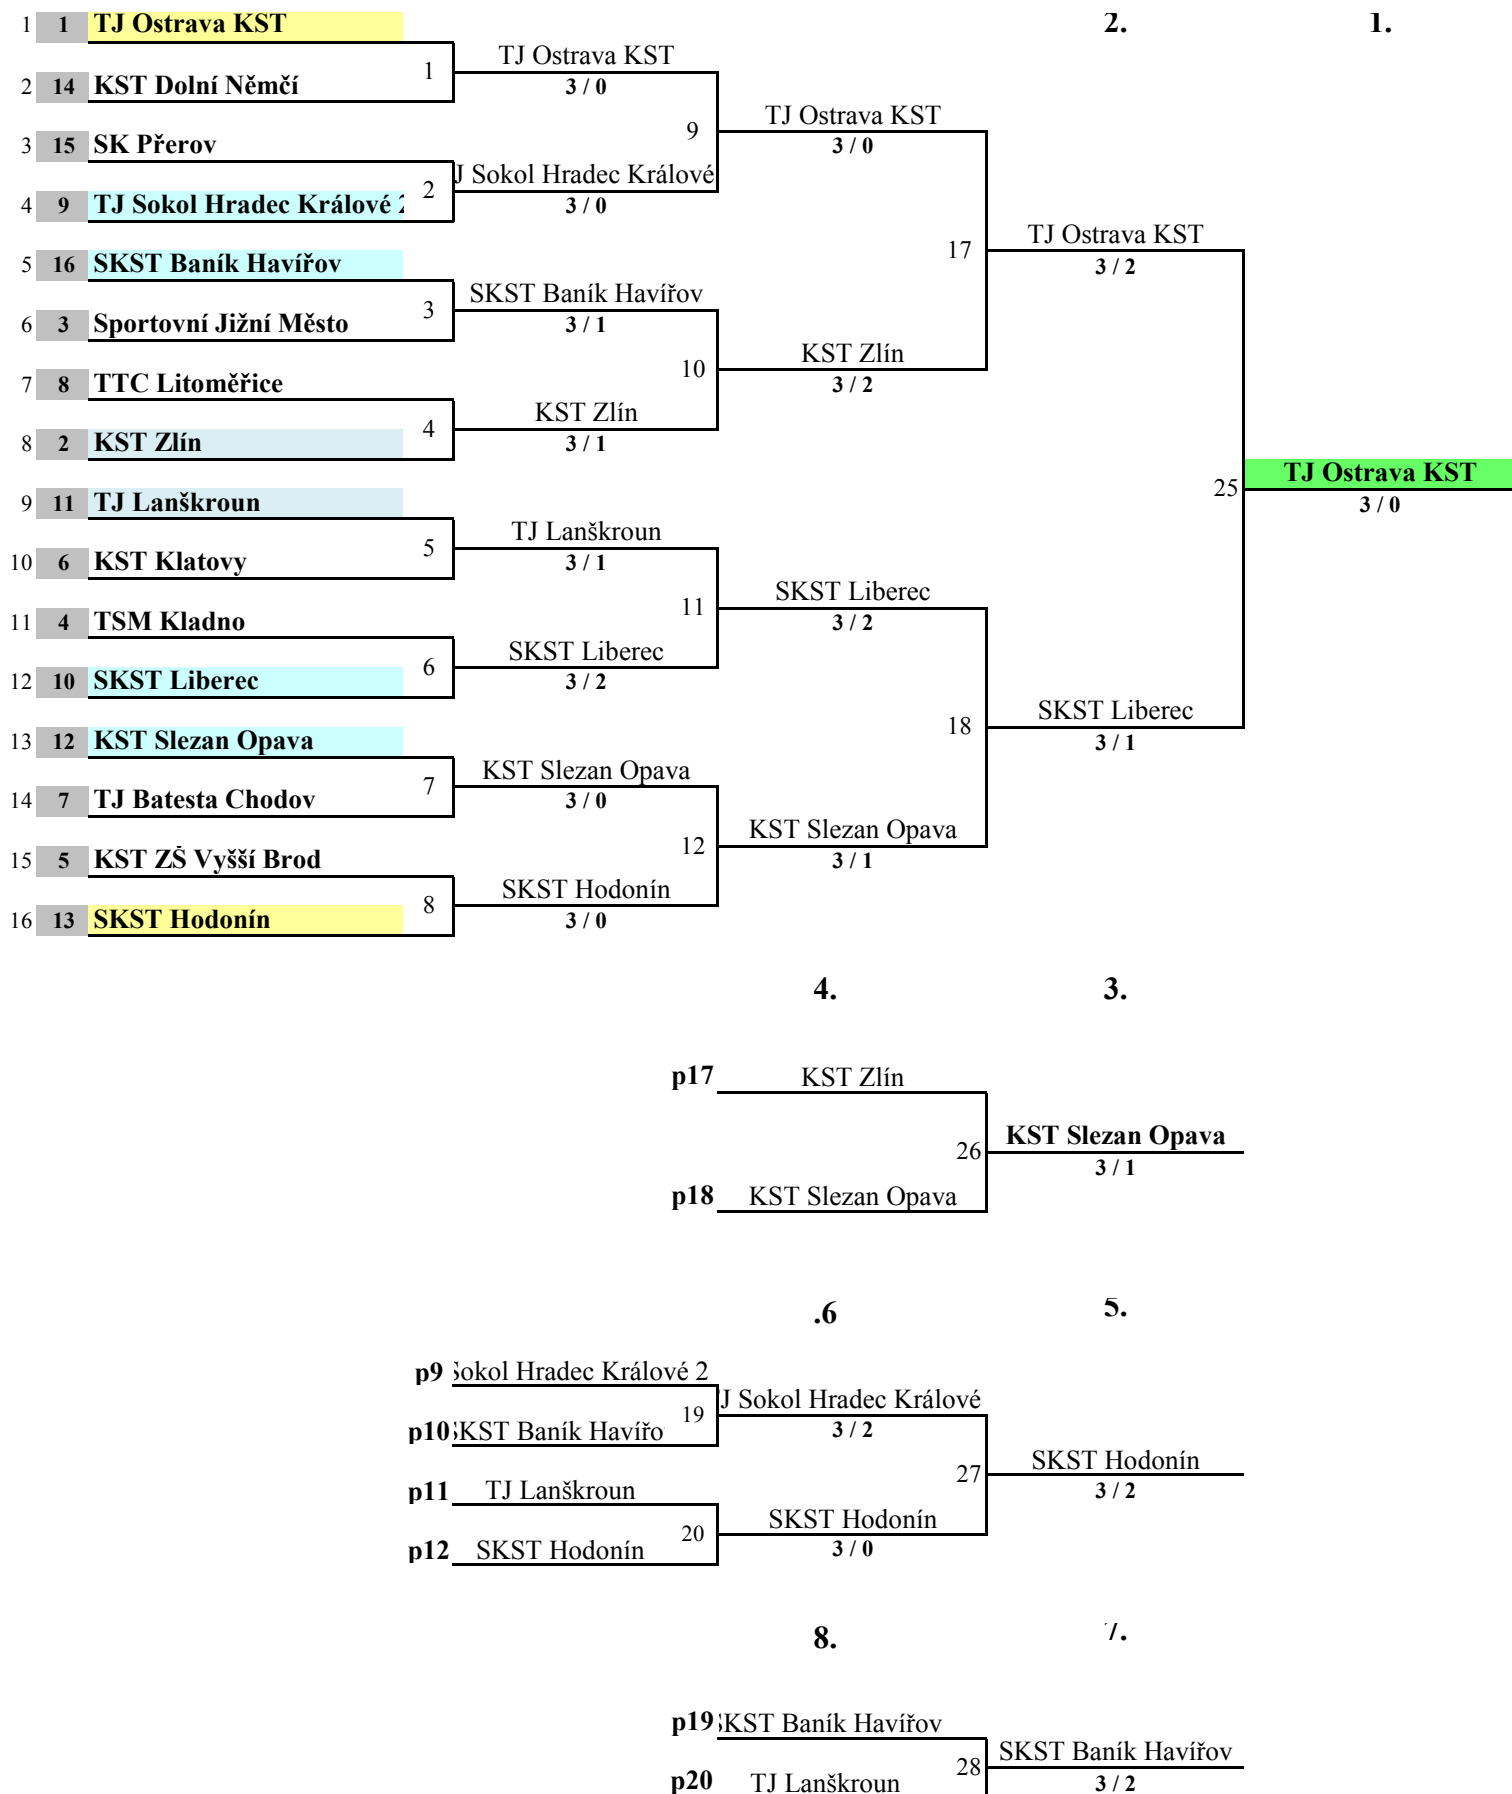 2. 1.
1 1 TJ Ostrava KST
TJ Ostrava KST
1
3 / 0
2 14 KST Dolní Němčí
TJ Ostrava KST
9
3 / 0
3 15 SK Přerov
J Sokol Hradec Králové
2
3 / 0
4 9 TJ Sokol Hradec Králové 2
TJ Ostrava KST
17
3 / 2
5 16 SKST Baník Havířov
SKST Baník Havířov
3
3 / 1
6 3 Sportovní Jižní Město
KST Zlín
10
3 / 2
7 8 TTC Litoměřice
KST Zlín
4
3 / 1
8 2 KST Zlín
TJ Ostrava KST
25
3 / 0
9 11 TJ Lanškroun
TJ Lanškroun
5
3 / 1
10 6 KST Klatovy
SKST Liberec
11
3 / 2
11 4 TSM Kladno
SKST Liberec
6
3 / 2
12 10 SKST Liberec
SKST Liberec
18
3 / 1
13 12 KST Slezan Opava
KST Slezan Opava
7
3 / 0
14 7 TJ Batesta Chodov
KST Slezan Opava
12
3 / 1
15 5 KST ZŠ Vyšší Brod
SKST Hodonín
8
3 / 0
16 13 SKST Hodonín
4. 3.
p17 KST Zlín
KST Slezan Opava
26
3 / 1
p18 KST Slezan Opava
.6 5.
p9 Sokol Hradec Králové 2
J Sokol Hradec Králové
19
3 / 2
p10 SKST Baník Havířo
SKST Hodonín
27
3 / 2
p11 TJ Lanškroun
SKST Hodonín
20
3 / 0
p12 SKST Hodonín
8. 7.
p19 SKST Baník Havířov
SKST Baník Havířov
28
3 / 2
p20 TJ Lanškroun